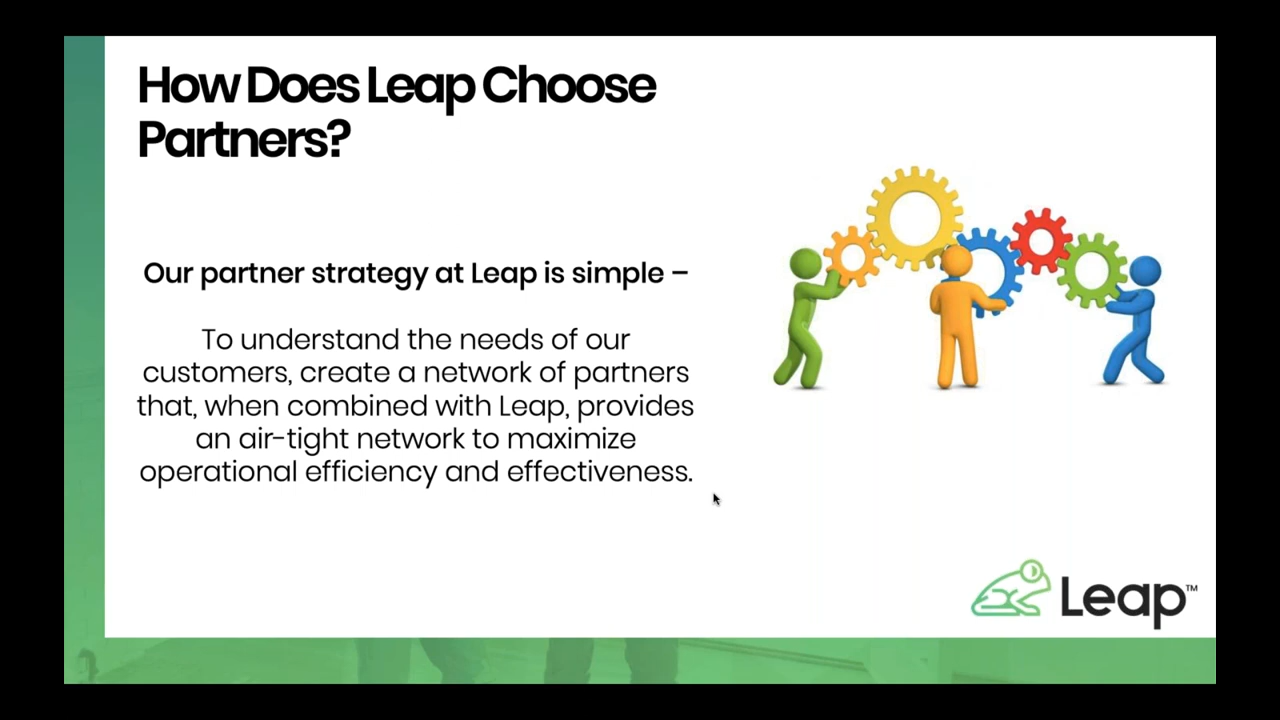 How Does Leap Choose
Partners?
Our partner strategy at Leap is simple –
To understand the needs of our
customers, create a network of partners
that, when combined with Leap, provides
an air-tight network to maximize
operational efficiency and effectiveness.
Leap™